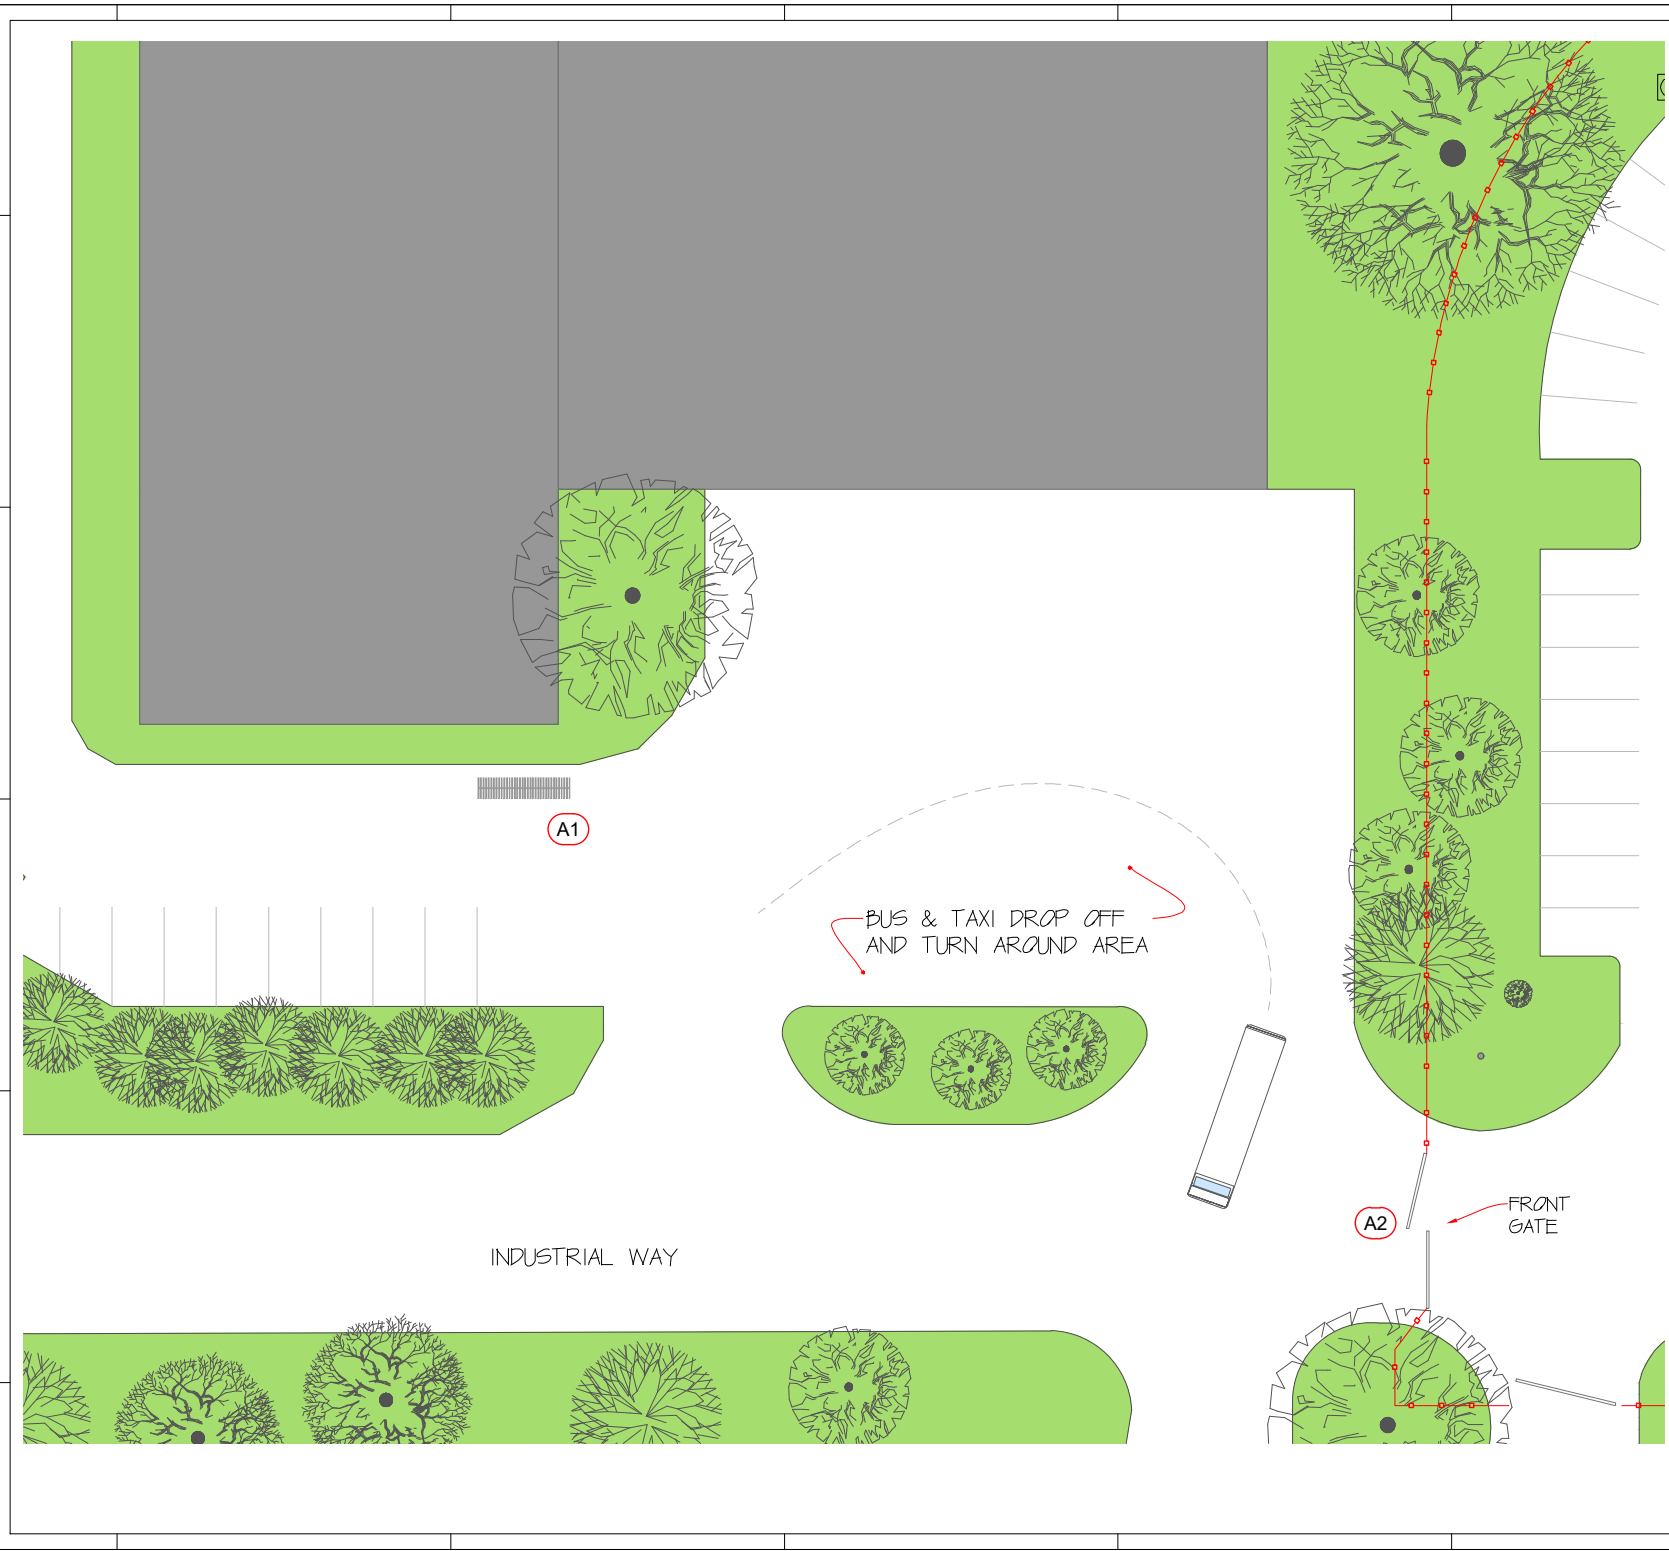 A1
BUS & TAXI DROP OFF
AND TURN AROUND AREA
A2
FRONT
GATE
INDUSTRIAL WAY